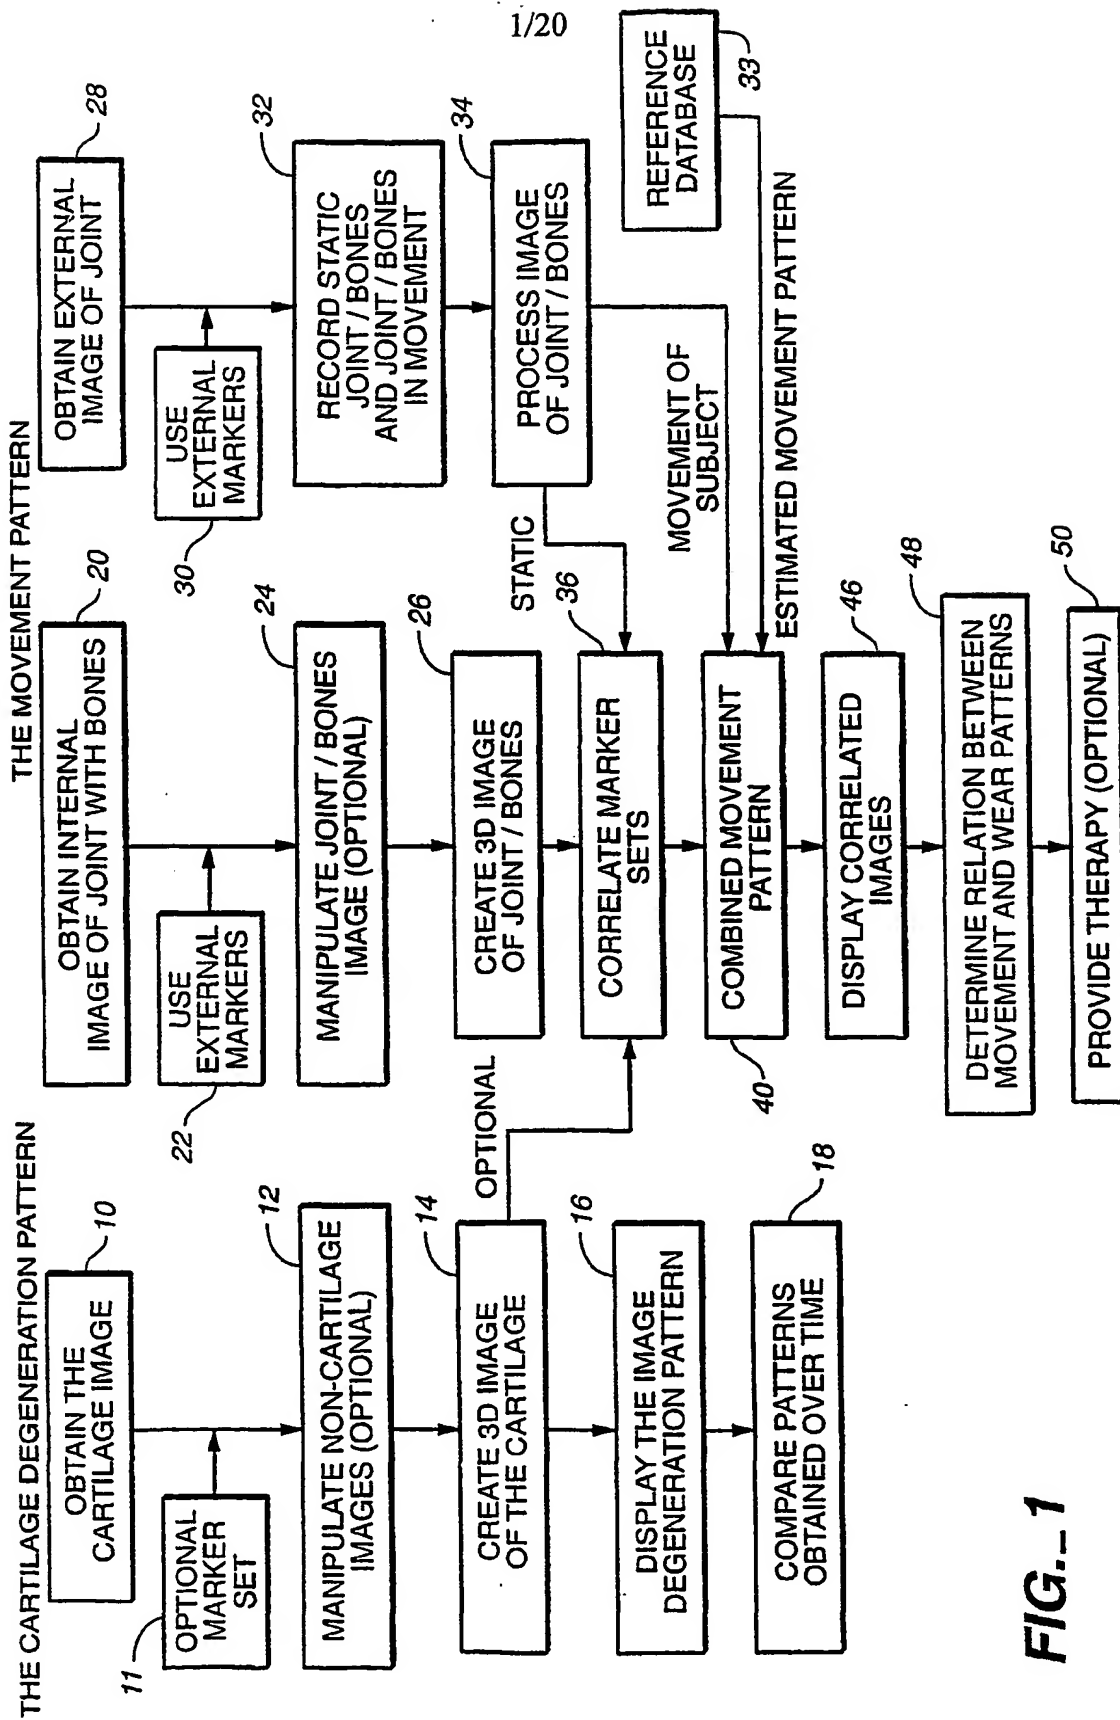 1/20
THE CARTILAGE DEGENERATION PATTERN
10
OBTAIN THE
CARTILAGE IMAGE
11
OPTIONAL
MARKER
SET
12
MANIPULATE NON-CARTILAGE
IMAGES (OPTIONAL)
14
CREATE 3D IMAGE
OF THE CARTILAGE
OPTIONAL
16
DISPLAY THE IMAGE
DEGENERATION PATTERN
18
COMPARE PATTERNS
OBTAINED OVER TIME
THE MOVEMENT PATTERN
20
OBTAIN INTERNAL
IMAGE OF JOINT WITH BONES
22
USE
EXTERNAL
MARKERS
24
MANIPULATE JOINT / BONES
IMAGE (OPTIONAL)
26
CREATE 3D IMAGE
OF JOINT / BONES
36
CORRELATE MARKER
SETS
40
COMBINED MOVEMENT
PATTERN
46
DISPLAY CORRELATED
IMAGES
48
DETERMINE RELATION BETWEEN
MOVEMENT AND WEAR PATTERNS
50
PROVIDE THERAPY (OPTIONAL)
28
OBTAIN EXTERNAL
IMAGE OF JOINT
30
USE
EXTERNAL
MARKERS
32
RECORD STATIC
JOINT / BONES
AND JOINT / BONES
IN MOVEMENT
34
PROCESS IMAGE
OF JOINT / BONES
STATIC
MOVEMENT OF
SUBJECT
REFERENCE
DATABASE
33
ESTIMATED MOVEMENT PATTERN
FIG._1